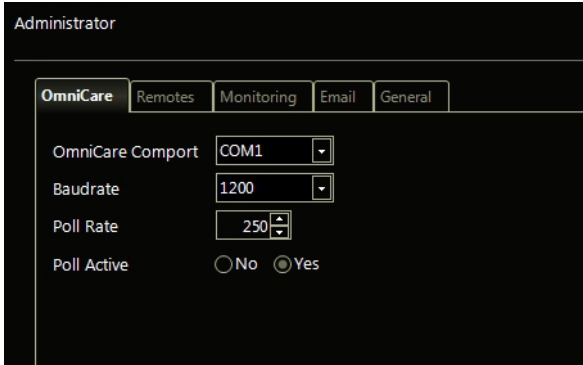 Administrator
OmniCare Remotes Monitoring Email General
OmniCare Comport COM1
Baudrate 1200
Poll Rate 250
Poll Active No Yes